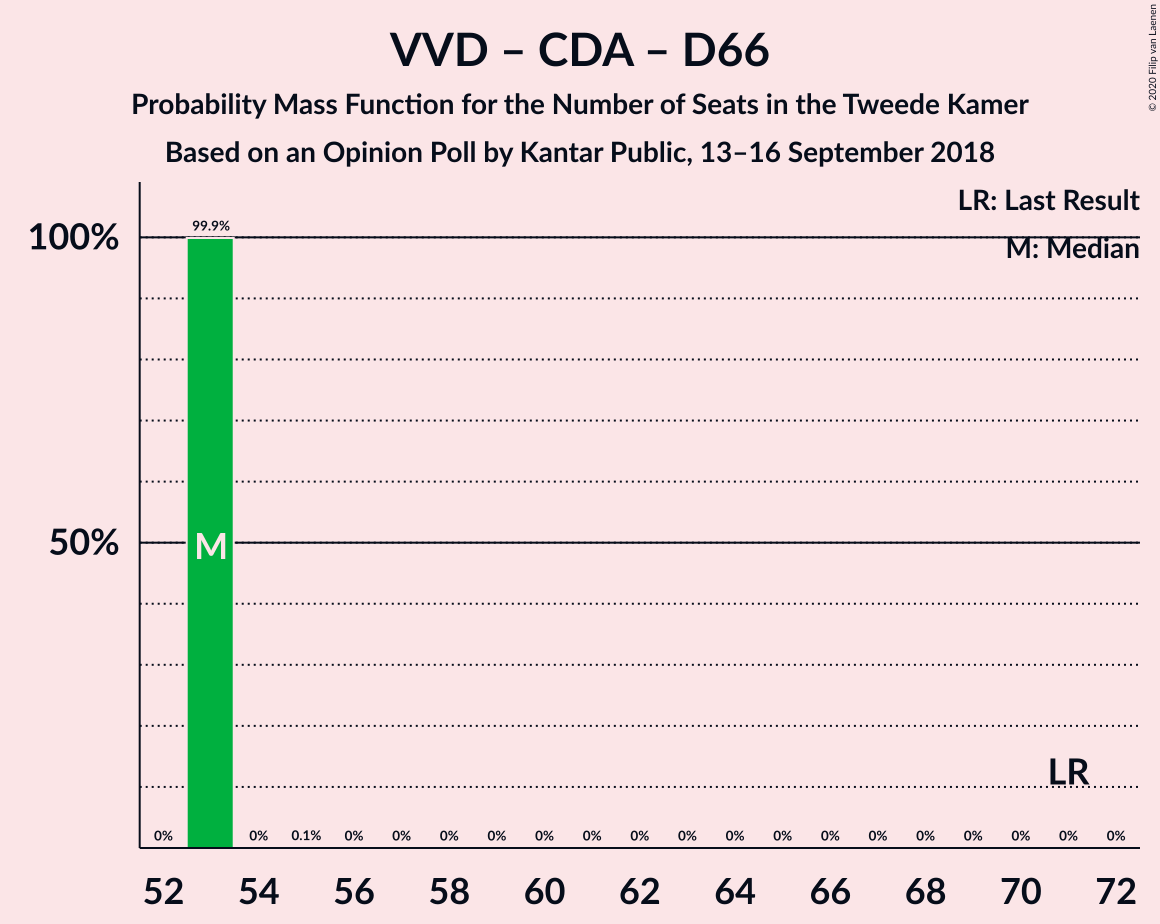 VVD – CDA – D66
Probability Mass Function for the Number of Seats in the Tweede Kamer
Based on an Opinion Poll by Kantar Public, 13–16 September 2018
© 2020 Filip van Laenen
LR: Last Result
M: Median
99.9%
100%
50%
M
LR
0% 0% 0.1% 0% 0% 0% 0% 0% 0% 0% 0% 0% 0% 0% 0% 0% 0% 0% 0% 0%
52 54 56 58 60 62 64 66 68 70 72